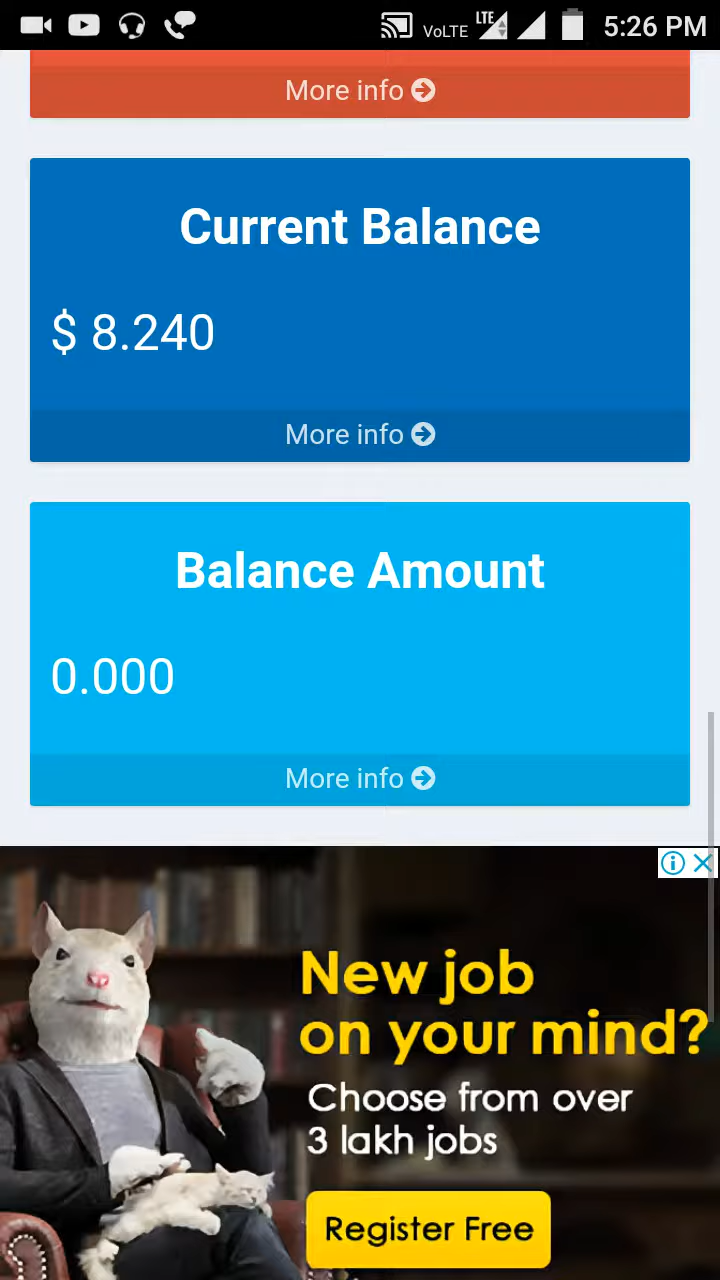 VoLTE LTE 5:26 PM
More info
Current Balance
$ 8.240
More info
Balance Amount
0.000
More info
New job
on your mind?
Choose from over
3 lakh jobs
Register Free